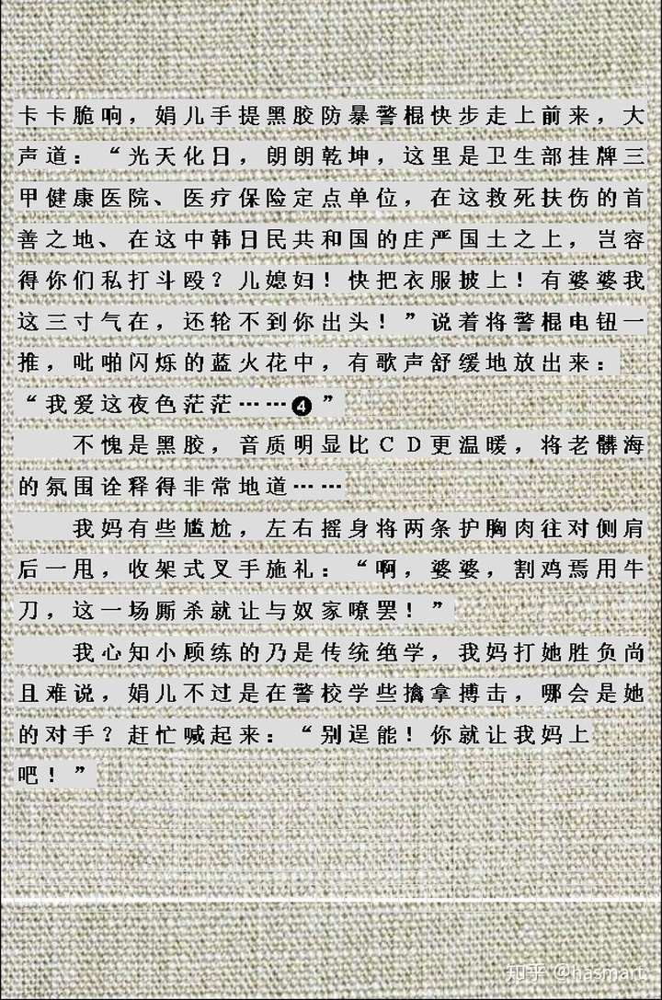 卡卡脆响，娟儿手提黑胶防暴警棍快步走上前来，大
声道：“光天化日，朗朗乾坤，这里是卫生部挂牌三
甲健康医院、医疗保险定点单位，在这救死扶伤的首
善之地、在这中韩日民共和国的庄严国土之上，岂容
得你们私打斗殴？儿媳妇！快把衣服披上！有婆婆我
这三寸气在，还轮不到你出头！”说着将警棍电钮一
推，吡啪闪烁的蓝火花中，有歌声舒缓地放出来：
“我爱这夜色茫茫……❹”
不愧是黑胶，音质明显比ＣＤ更温暖，将老髒海
的氛围诠释得非常地道……
我妈有些尴尬，左右摇身将两条护胸肉往对侧肩
后一甩，收架式叉手施礼：“啊，婆婆，割鸡焉用牛
刀，这一场厮杀就让与奴家嘹罢！”
我心知小顾练的乃是传统绝学，我妈打她胜负尚
且难说，娟儿不过是在警校学些擒拿搏击，哪会是她
的对手？赶忙喊起来：“别逞能！你就让我妈上
吧！”
知乎 @hasmart